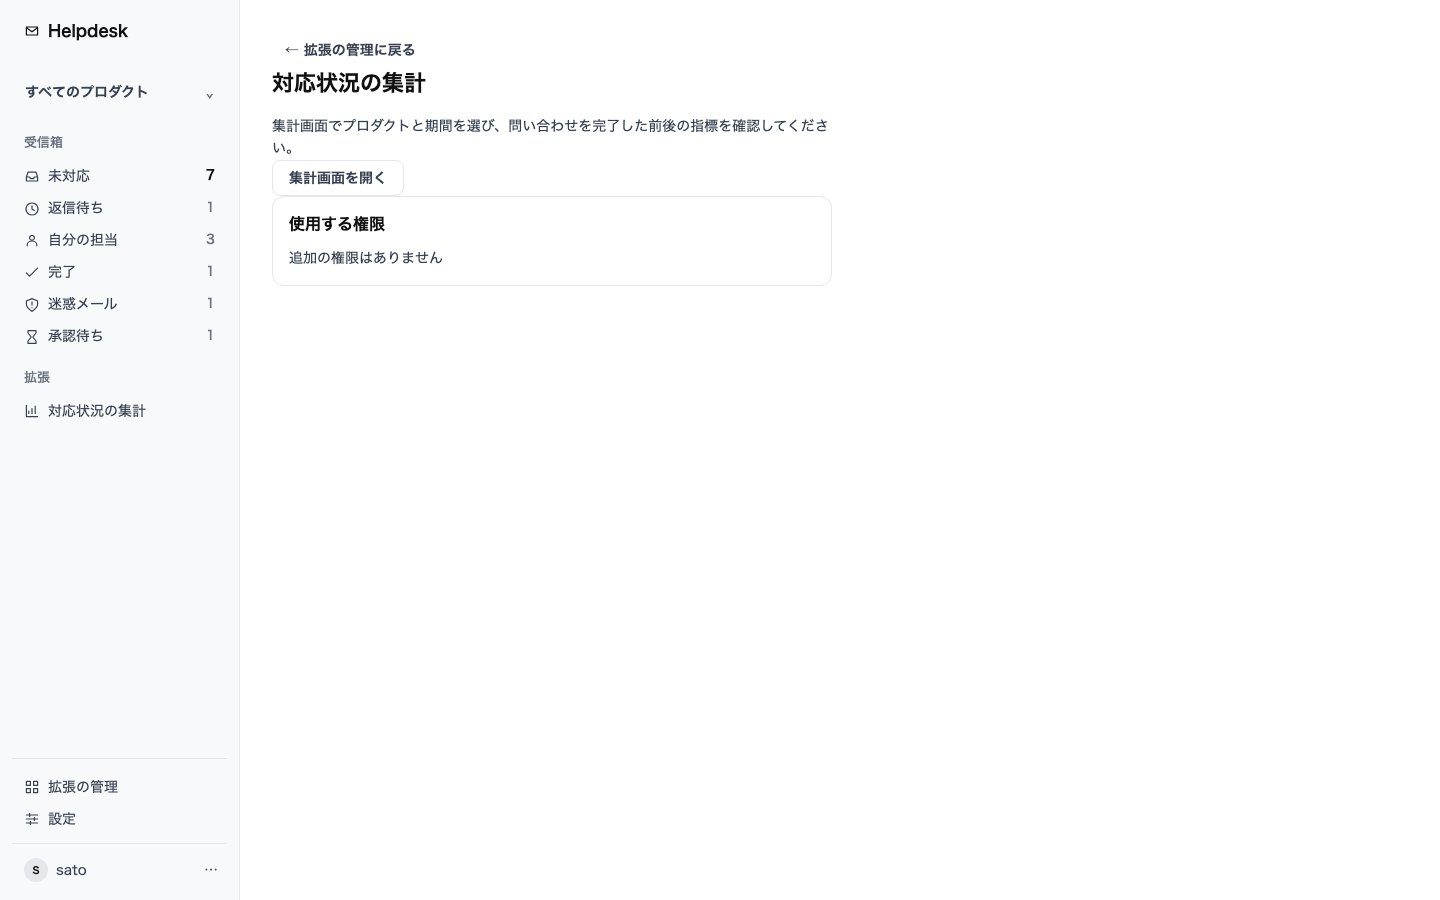 Helpdesk
すべてのプロダクト
受信箱
未対応 7
返信待ち 1
自分の担当 3
完了 1
迷惑メール 1
承認待ち 1
拡張
対応状況の集計
拡張の管理
設定
S sato ...
← 拡張の管理に戻る
対応状況の集計
集計画面でプロダクトと期間を選び、問い合わせを完了した前後の指標を確認してくださ
い。
集計画面を開く
使用する権限
追加の権限はありません